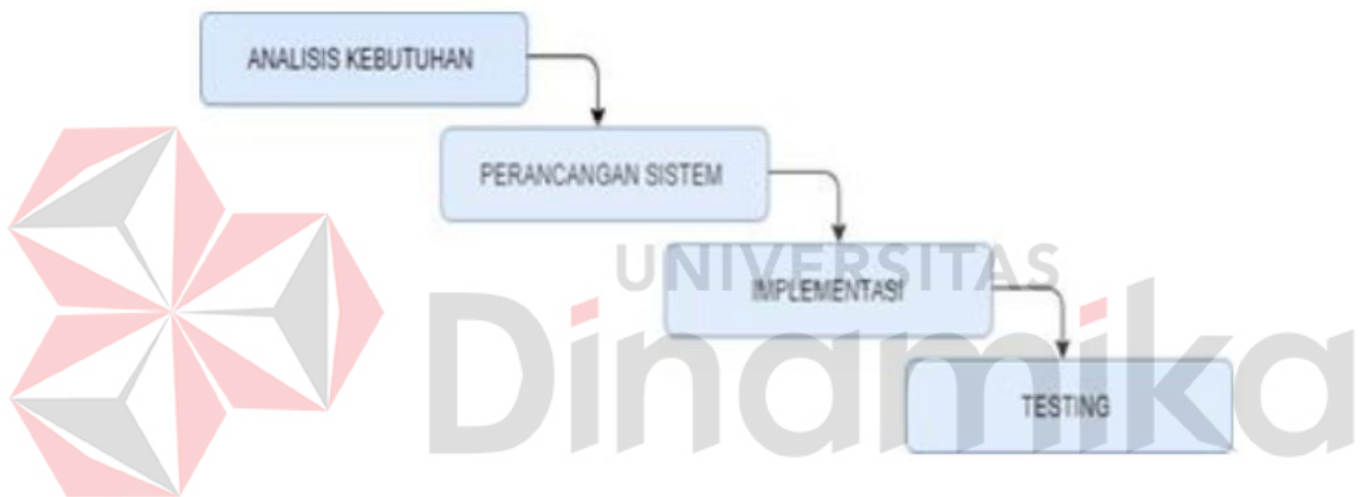 ANALISIS KEBUTUHAN
PERANCANGAN SISTEM
UNIVERSITAS
IMPLEMENTASI
Dinamika
TESTING